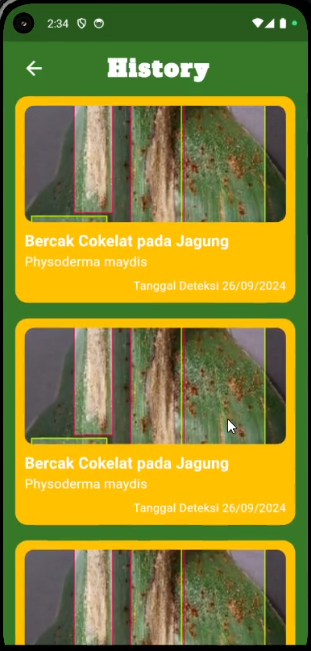 2:34
History
Bercak Cokelat pada Jagung
Physoderma maydis
Tanggal Deteksi 26/09/2024
Bercak Cokelat pada Jagung
Physoderma maydis
Tanggal Deteksi 26/09/2024